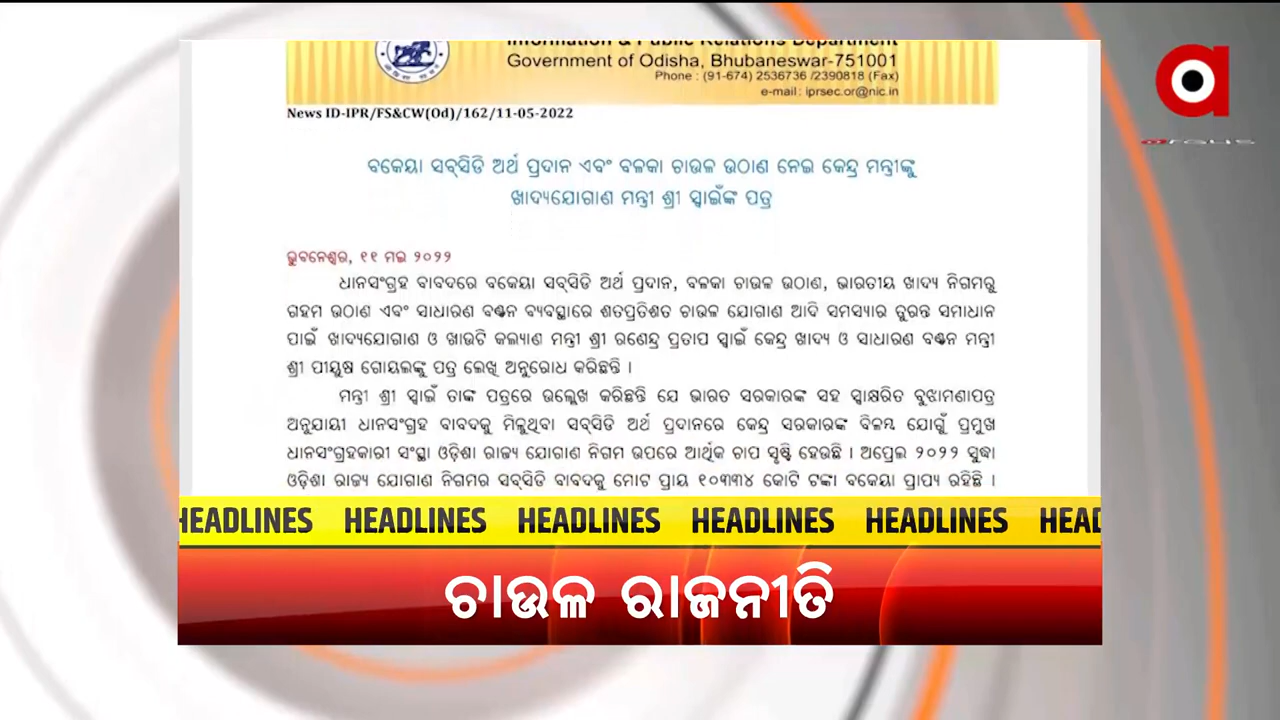 Information & Public Relations Department
Government of Odisha, Bhubaneswar-751001
Phone : (91-674) 2536736 /2390818 (Fax)
e-mail : iprsec.or@nic.in
News ID-IPR/FS&CW(Od)/162/11-05-2022
ବକେୟା ସବ୍‌ସିଡି ଅର୍ଥ ପ୍ରଦାନ ଏବଂ ବଳକା ଚାଉଳ ଉଠାଣ ନେଇ କେନ୍ଦ୍ର ମନ୍ତ୍ରୀଙ୍କୁ
ଖାଦ୍ୟଯୋଗାଣ ମନ୍ତ୍ରୀ ଶ୍ରୀ ସ୍ୱାଇଁଙ୍କ ପତ୍ର
ଭୁବନେଶ୍ୱର, ୧୧ ମଇ ୨୦୨୨
ଧାନସଂଗ୍ରହ ବାବଦରେ ବକେୟା ସବ୍‌ସିଡି ଅର୍ଥ ପ୍ରଦାନ, ବଳକା ଚାଉଳ ଉଠାଣ, ଭାରତୀୟ ଖାଦ୍ୟ ନିଗମରୁ
ଗହମ ଉଠାଣ ଏବଂ ସାଧାରଣ ବଣ୍ଟନ ବ୍ୟବସ୍ଥାରେ ଶତପ୍ରତିଶତ ଚାଉଳ ଯୋଗାଣ ଆଦି ସମସ୍ୟାର ତୁରନ୍ତ ସମାଧାନ
ପାଇଁ ଖାଦ୍ୟଯୋଗାଣ ଓ ଖାଉଟି କଲ୍ୟାଣ ମନ୍ତ୍ରୀ ଶ୍ରୀ ରଣେନ୍ଦ୍ର ପ୍ରତାପ ସ୍ୱାଇଁ କେନ୍ଦ୍ର ଖାଦ୍ୟ ଓ ସାଧାରଣ ବଣ୍ଟନ ମନ୍ତ୍ରୀ
ଶ୍ରୀ ପୀୟୂଷ ଗୋୟଲଙ୍କୁ ପତ୍ର ଲେଖି ଅନୁରୋଧ କରିଛନ୍ତି ।
ମନ୍ତ୍ରୀ ଶ୍ରୀ ସ୍ୱାଇଁ ତାଙ୍କ ପତ୍ରରେ ଉଲ୍ଲେଖ କରିଛନ୍ତି ଯେ ଭାରତ ସରକାରଙ୍କ ସହ ସ୍ୱାକ୍ଷରିତ ବୁଝାମଣାପତ୍ର
ଅନୁଯାୟୀ ଧାନସଂଗ୍ରହ ବାବଦକୁ ମିଳୁଥିବା ସବ୍‌ସିଡି ଅର୍ଥ ପ୍ରଦାନରେ କେନ୍ଦ୍ର ସରକାରଙ୍କ ବିଳମ୍ବ ଯୋଗୁଁ ପ୍ରମୁଖ
ଧାନସଂଗ୍ରହକାରୀ ସଂସ୍ଥା ଓଡ଼ିଶା ରାଜ୍ୟ ଯୋଗାଣ ନିଗମ ଉପରେ ଆର୍ଥିକ ଚାପ ସୃଷ୍ଟି ହେଉଛି । ଅପ୍ରେଲ ୨୦୨୨ ସୁଦ୍ଧା
ଓଡ଼ିଶା ରାଜ୍ୟ ଯୋଗାଣ ନିଗମର ସବ୍‌ସିଡି ବାବଦକୁ ମୋଟ ପ୍ରାୟ ୧୦୩୩୪ କୋଟି ଟଙ୍କା ବକେୟା ପ୍ରାପ୍ୟ ରହିଛି ।
HEADLINES HEADLINES HEADLINES HEADLINES HEADLINES HEAD
ଚାଉଳ ରାଜନୀତି
argus